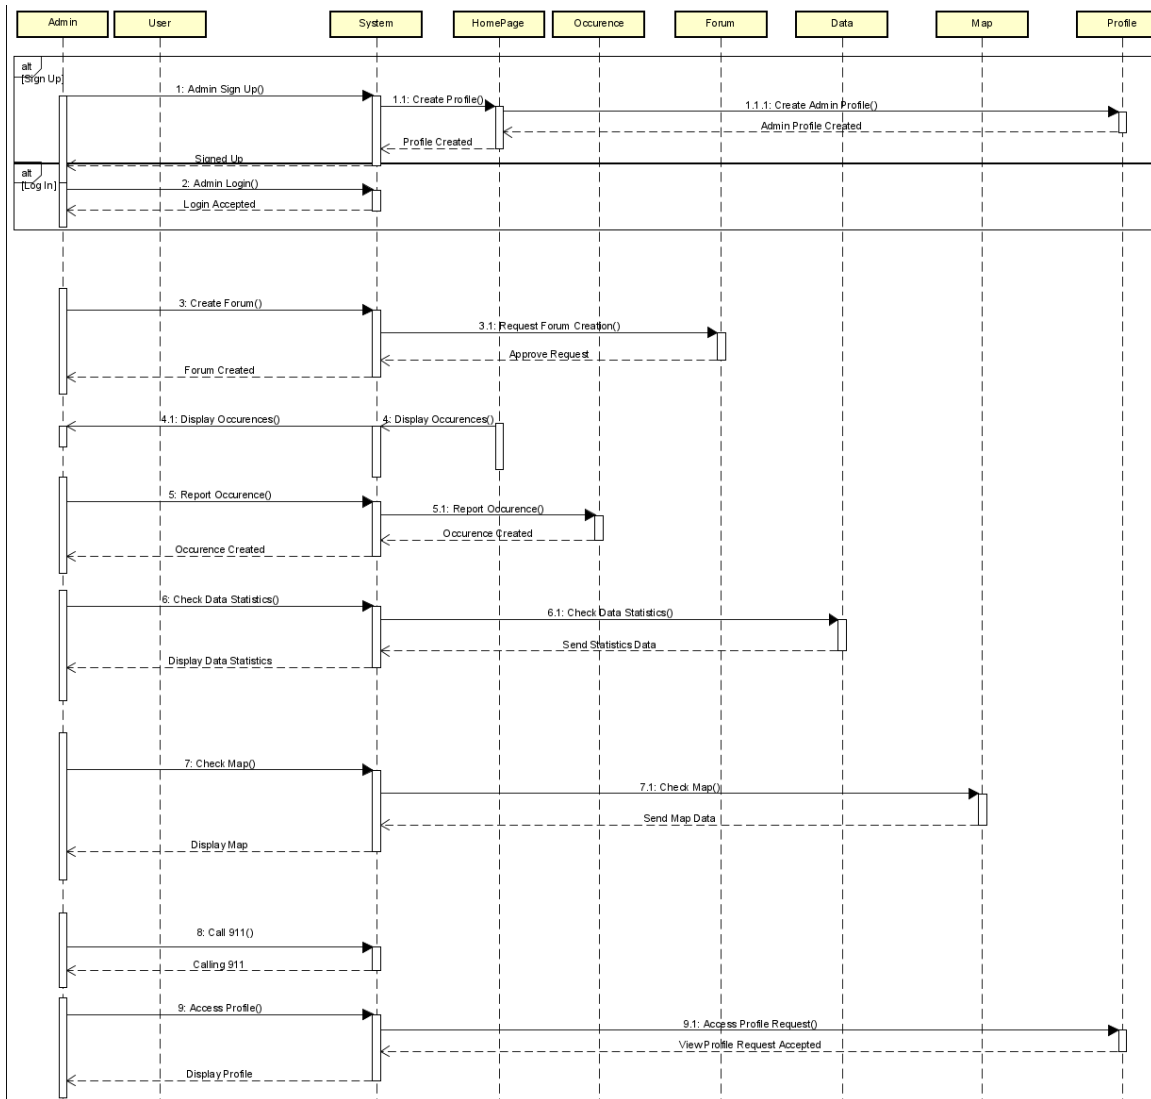 Admin
User
System
HomePage
Occurence
Forum
Data
Map
Profile
alt
[Sign Up]
1: Admin Sign Up()
1.1: Create Profile()
1.1.1: Create Admin Profile()
Admin Profile Created
Profile Created
Signed Up
alt
[Log In]
2: Admin Login()
Login Accepted
3: Create Forum()
3.1: Request Forum Creation()
Approve Request
Forum Created
4.1: Display Occurences()
4: Display Occurences()
5: Report Occurence()
5.1: Report Occurence()
Occurence Created
Occurence Created
6: Check Data Statistics()
6.1: Check Data Statistics()
Send Statistics Data
Display Data Statistics
7: Check Map()
7.1: Check Map()
Send Map Data
Display Map
8: Call 911()
Calling 911
9: Access Profile()
9.1: Access Profile Request()
View Profile Request Accepted
Display Profile